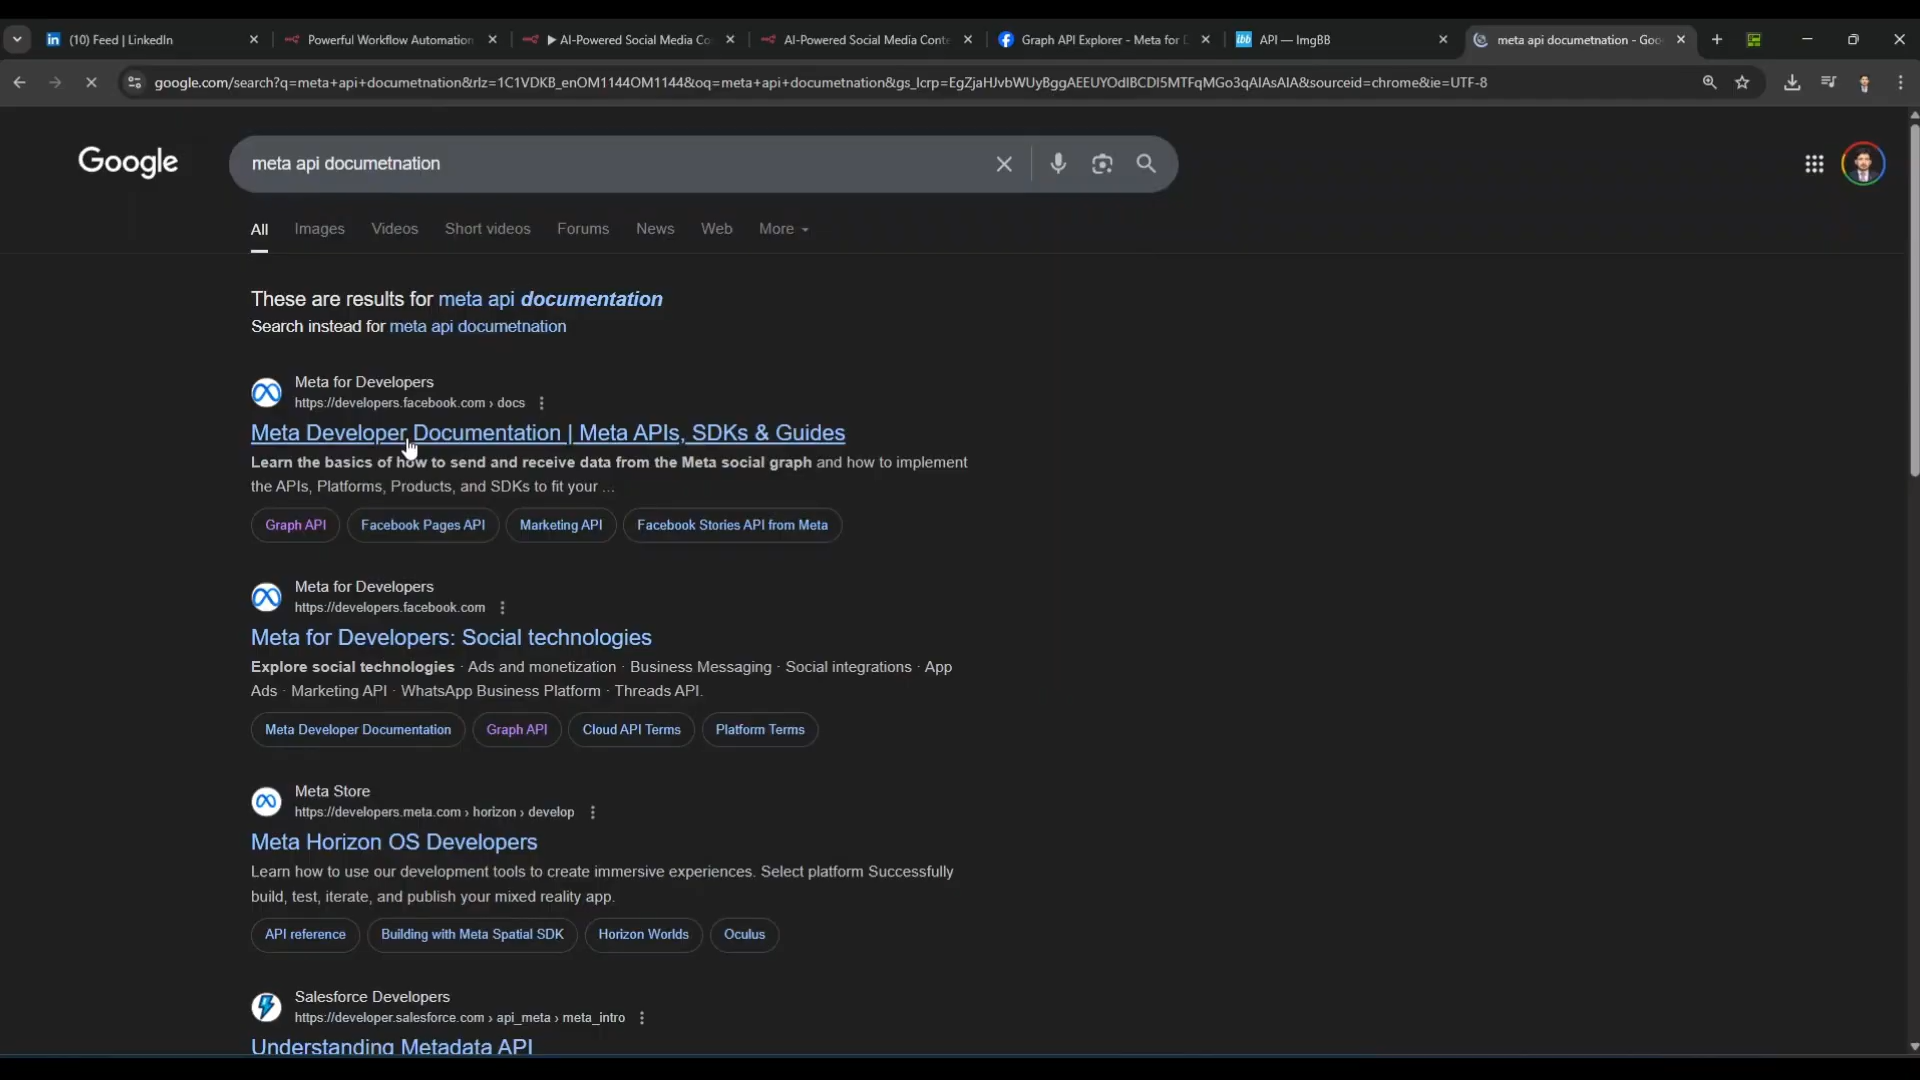 (10) Feed | LinkedIn
Powerful Workflow Automation
▶ AI-Powered Social Media Co
AI-Powered Social Media Conte
Graph API Explorer - Meta for D
ibb API — ImgBB
meta api documetnation - Goo
google.com/search?q=meta+api+documetnation&rlz=1C1VDKB_enOM1144OM1144&oq=meta+api+documetnation&gs_lcrp=EgZjaHJvbWUyBggAEEUYOdIBCDI5MTFqMGo3qAIAsAIA&sourceid=chrome&ie=UTF-8
Google
meta api documetnation
All
Images
Videos
Short videos
Forums
News
Web
More
These are results for meta api documentation
Search instead for meta api documetnation
Meta for Developers
https://developers.facebook.com › docs
Meta Developer Documentation | Meta APIs, SDKs & Guides
Learn the basics of how to send and receive data from the Meta social graph and how to implement
the APIs, Platforms, Products, and SDKs to fit your ...
Graph API
Facebook Pages API
Marketing API
Facebook Stories API from Meta
Meta for Developers
https://developers.facebook.com
Meta for Developers: Social technologies
Explore social technologies · Ads and monetization · Business Messaging · Social integrations · App
Ads · Marketing API · WhatsApp Business Platform · Threads API.
Meta Developer Documentation
Graph API
Cloud API Terms
Platform Terms
Meta Store
https://developers.meta.com › horizon › develop
Meta Horizon OS Developers
Learn how to use our development tools to create immersive experiences. Select platform Successfully
build, test, iterate, and publish your mixed reality app.
API reference
Building with Meta Spatial SDK
Horizon Worlds
Oculus
Salesforce Developers
https://developer.salesforce.com › api_meta › meta_intro
Understanding Metadata API